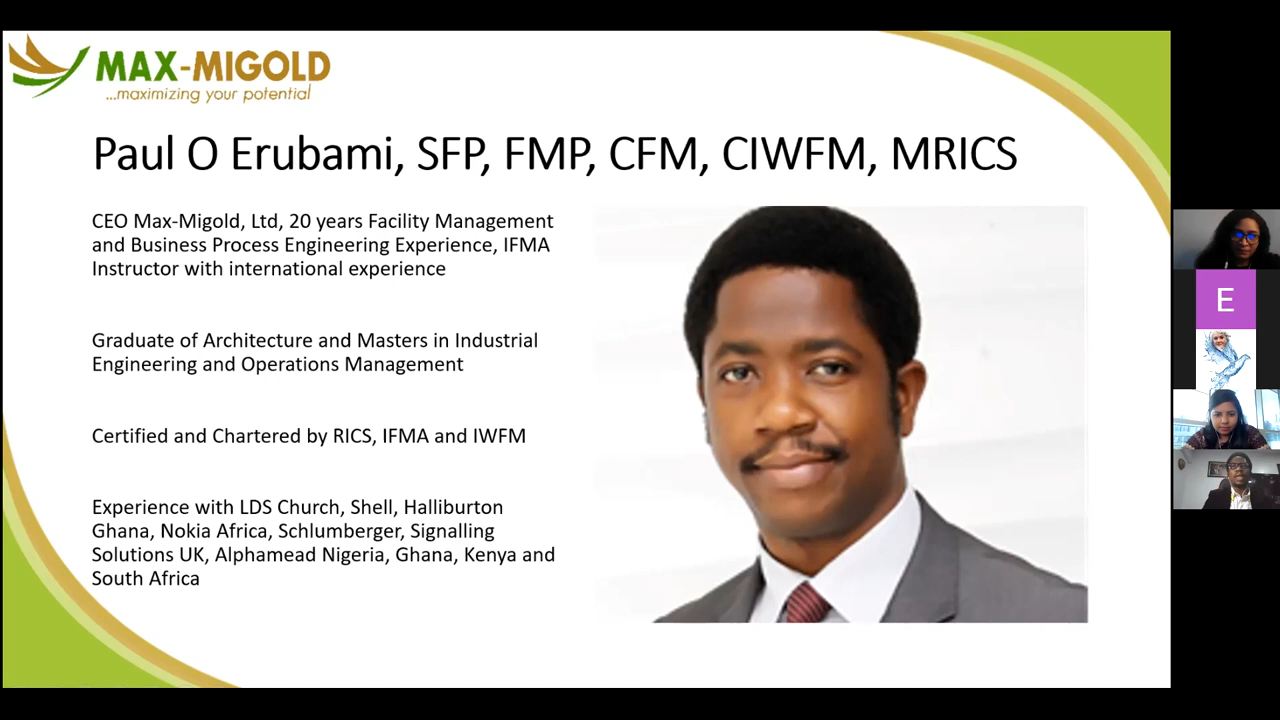 MAX-MIGOLD
...maximizing your potential
Paul O Erubami, SFP, FMP, CFM, CIWFM, MRICS
CEO Max-Migold, Ltd, 20 years Facility Management
and Business Process Engineering Experience, IFMA
Instructor with international experience
Graduate of Architecture and Masters in Industrial
Engineering and Operations Management
Certified and Chartered by RICS, IFMA and IWFM
Experience with LDS Church, Shell, Halliburton
Ghana, Nokia Africa, Schlumberger, Signalling
Solutions UK, Alphamead Nigeria, Ghana, Kenya and
South Africa
E